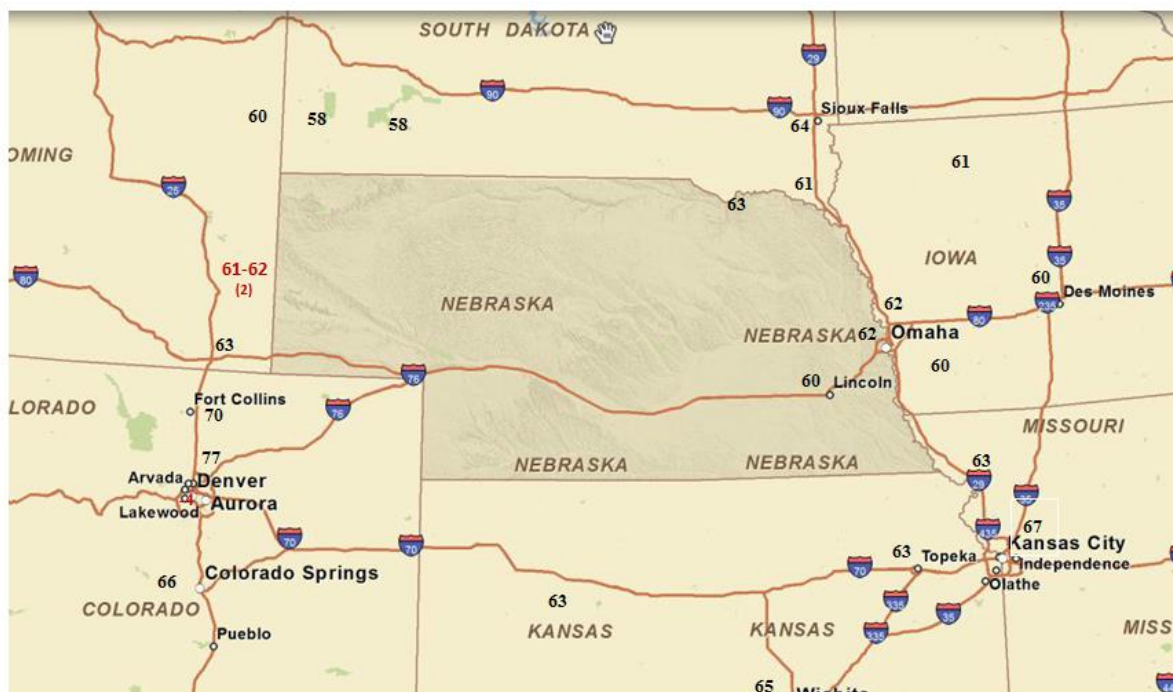 SOUTH DAKOTA
29
90
90
Sioux Falls
60
58
58
64
OMING
25
61
61
63
35
IOWA
61-62
(2)
80
35
60
NEBRASKA
62
235
Des Moines
80
NEBRASKA
62
Omaha
63
60
76
60
Lincoln
LORADO
Fort Collins
70
76
MISSOURI
77
NEBRASKA
NEBRASKA
63
Arvada
Denver
29
35
4
Aurora
Lakewood
67
435
70
70
Kansas City
63
Topeka
Independence
66
Colorado Springs
70
Olathe
COLORADO
63
335
35
Pueblo
KANSAS
KANSAS
335
MISS
65
Wichita